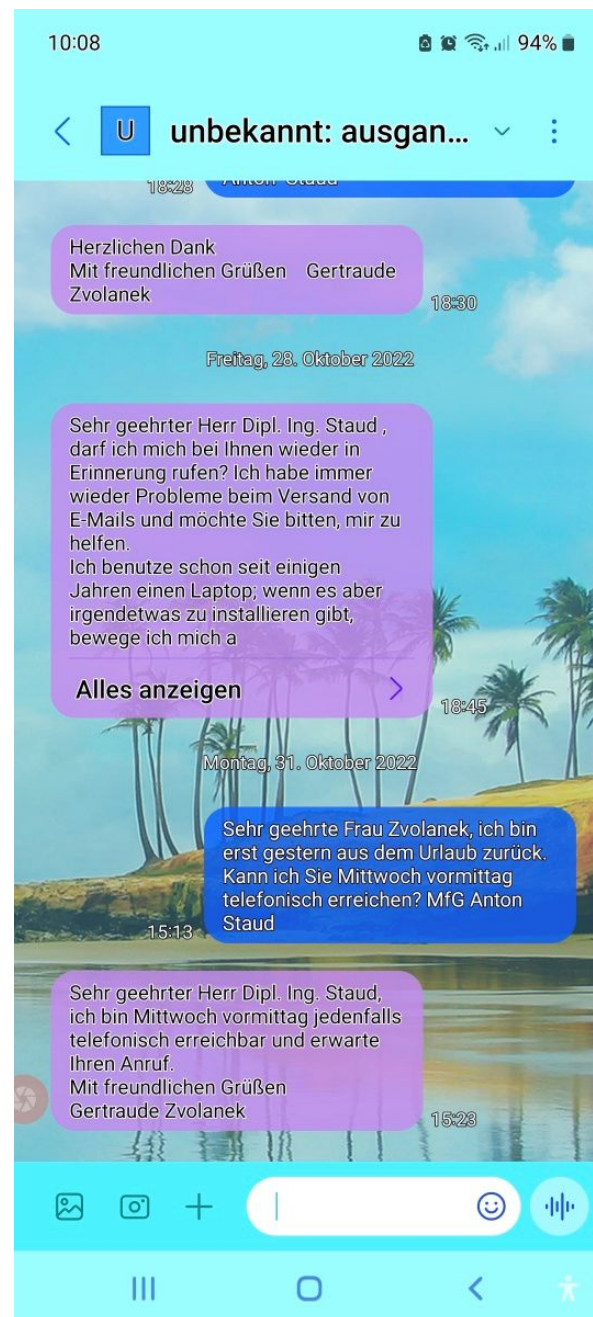 10:08
94%
U unbekannt: ausgan...
18:28
Anton Staud
Herzlichen Dank
Mit freundlichen Grüßen Gertraude
Zvolanek
18:30
Freitag, 28. Oktober 2022
Sehr geehrter Herr Dipl. Ing. Staud ,
darf ich mich bei Ihnen wieder in
Erinnerung rufen? Ich habe immer
wieder Probleme beim Versand von
E-Mails und möchte Sie bitten, mir zu
helfen.
Ich benutze schon seit einigen
Jahren einen Laptop; wenn es aber
irgendetwas zu installieren gibt,
bewege ich mich a
Alles anzeigen
18:45
Montag, 31. Oktober 2022
Sehr geehrte Frau Zvolanek, ich bin
erst gestern aus dem Urlaub zurück.
Kann ich Sie Mittwoch vormittag
telefonisch erreichen? MfG Anton
Staud
15:13
Sehr geehrter Herr Dipl. Ing. Staud,
ich bin Mittwoch vormittag jedenfalls
telefonisch erreichbar und erwarte
Ihren Anruf.
Mit freundlichen Grüßen
Gertraude Zvolanek
15:23